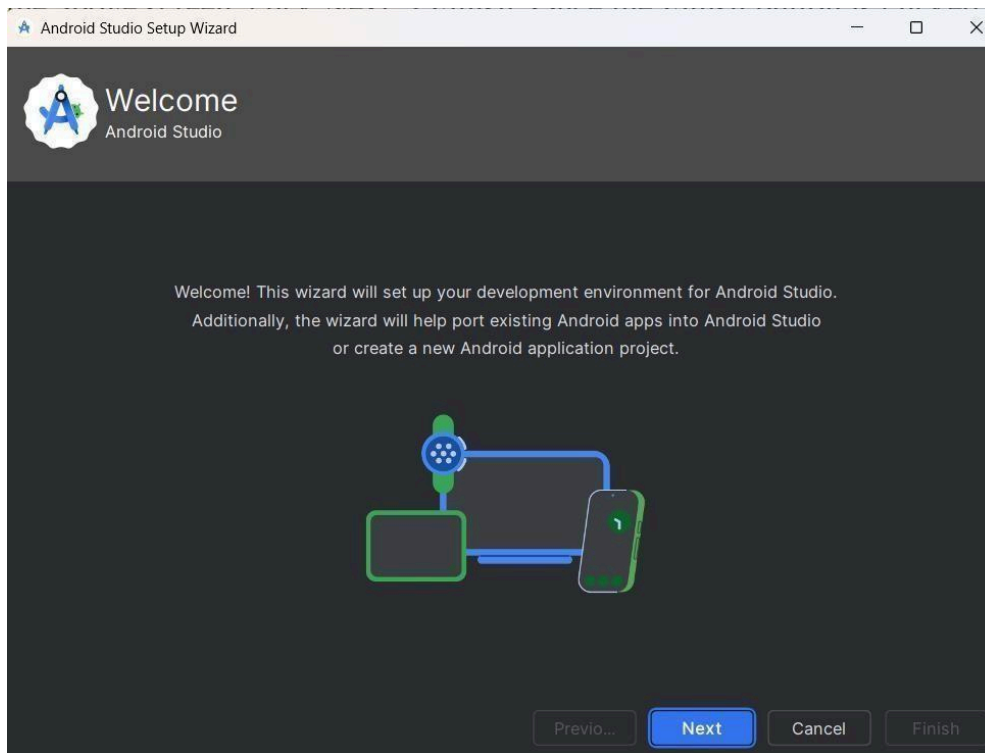 Android Studio Setup Wizard
Welcome
Android Studio
Welcome! This wizard will set up your development environment for Android Studio.
Additionally, the wizard will help port existing Android apps into Android Studio
or create a new Android application project.
Previo... Next Cancel Finish